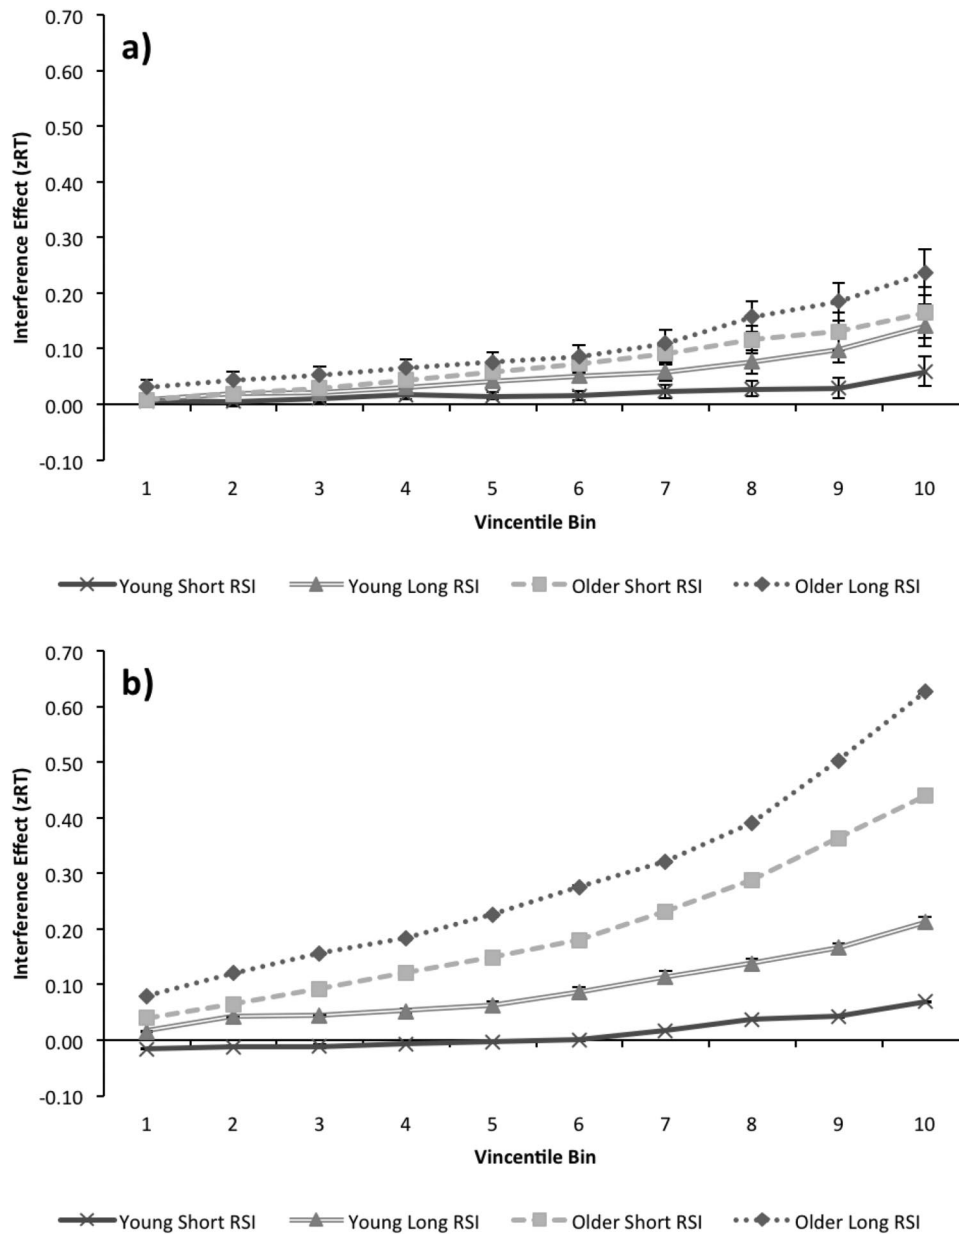 a)
0.70
0.60
0.50
0.40
0.30
0.20
0.10
0.00
-0.10
Interference Effect (zRT)
1 2 3 4 5 6 7 8 9 10
Vincentile Bin
Young Short RSI Young Long RSI Older Short RSI Older Long RSI
b)
0.70
0.60
0.50
0.40
0.30
0.20
0.10
0.00
-0.10
Interference Effect (zRT)
1 2 3 4 5 6 7 8 9 10
Vincentile Bin
Young Short RSI Young Long RSI Older Short RSI Older Long RSI